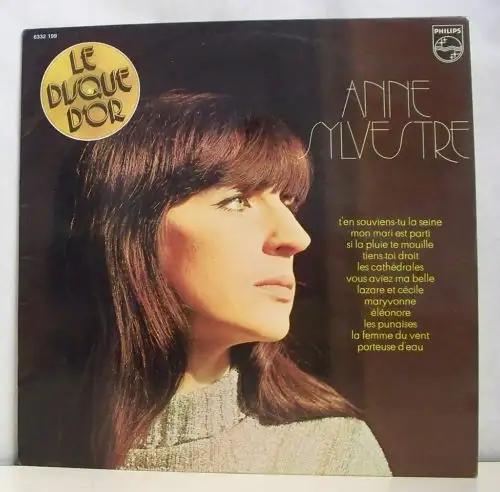 6332 199
LE
DISQUE
D'OR
PHILIPS
ANNE
SYLVESTRE
t'en souviens-tu la seine
mon mari est parti
si la pluie te mouille
tiens-toi droit
les cathédrales
vous aviez ma belle
lazare et cécile
maryvonne
éléonore
les punaises
la femme du vent
porteuse d'eau